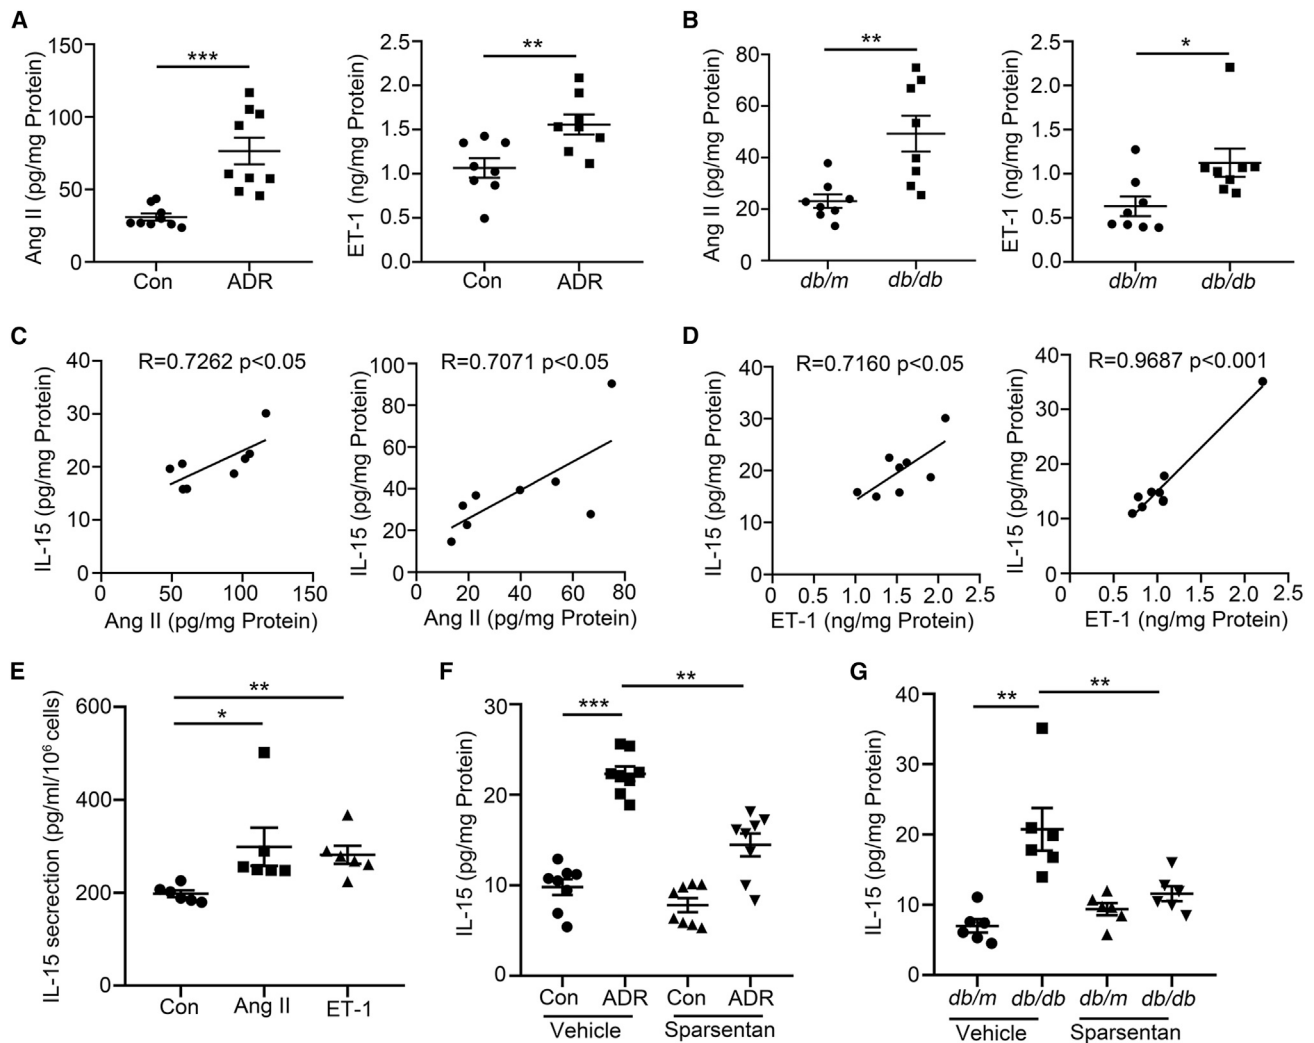 A
Ang II (pg/mg Protein)
150
100
50
0
***
Con
ADR
ET-1 (ng/mg Protein)
2.5
2.0
1.5
1.0
0.5
0.0
**
Con
ADR
B
Ang II (pg/mg Protein)
80
60
40
20
0
**
db/m
db/db
ET-1 (ng/mg Protein)
2.5
2.0
1.5
1.0
0.5
0.0
*
db/m
db/db
C
R=0.7262 p<0.05
IL-15 (pg/mg Protein)
40
30
20
10
0
0 50 100 150
Ang II (pg/mg Protein)
R=0.7071 p<0.05
IL-15 (pg/mg Protein)
100
80
60
40
20
0
0 20 40 60 80
Ang II (pg/mg Protein)
D
R=0.7160 p<0.05
IL-15 (pg/mg Protein)
40
30
20
10
0
0 0.5 1.0 1.5 2.0 2.5
ET-1 (ng/mg Protein)
R=0.9687 p<0.001
IL-15 (pg/mg Protein)
40
30
20
10
0
0 0.5 1.0 1.5 2.0 2.5
ET-1 (ng/mg Protein)
E
IL-15 secrection (pg/ml/10⁶ cells)
600
400
200
0
**
*
Con
Ang II
ET-1
F
IL-15 (pg/mg Protein)
30
20
10
0
***
**
Con ADR Con ADR
Vehicle Sparsentan
G
IL-15 (pg/mg Protein)
40
30
20
10
0
**
**
db/m db/db db/m db/db
Vehicle Sparsentan